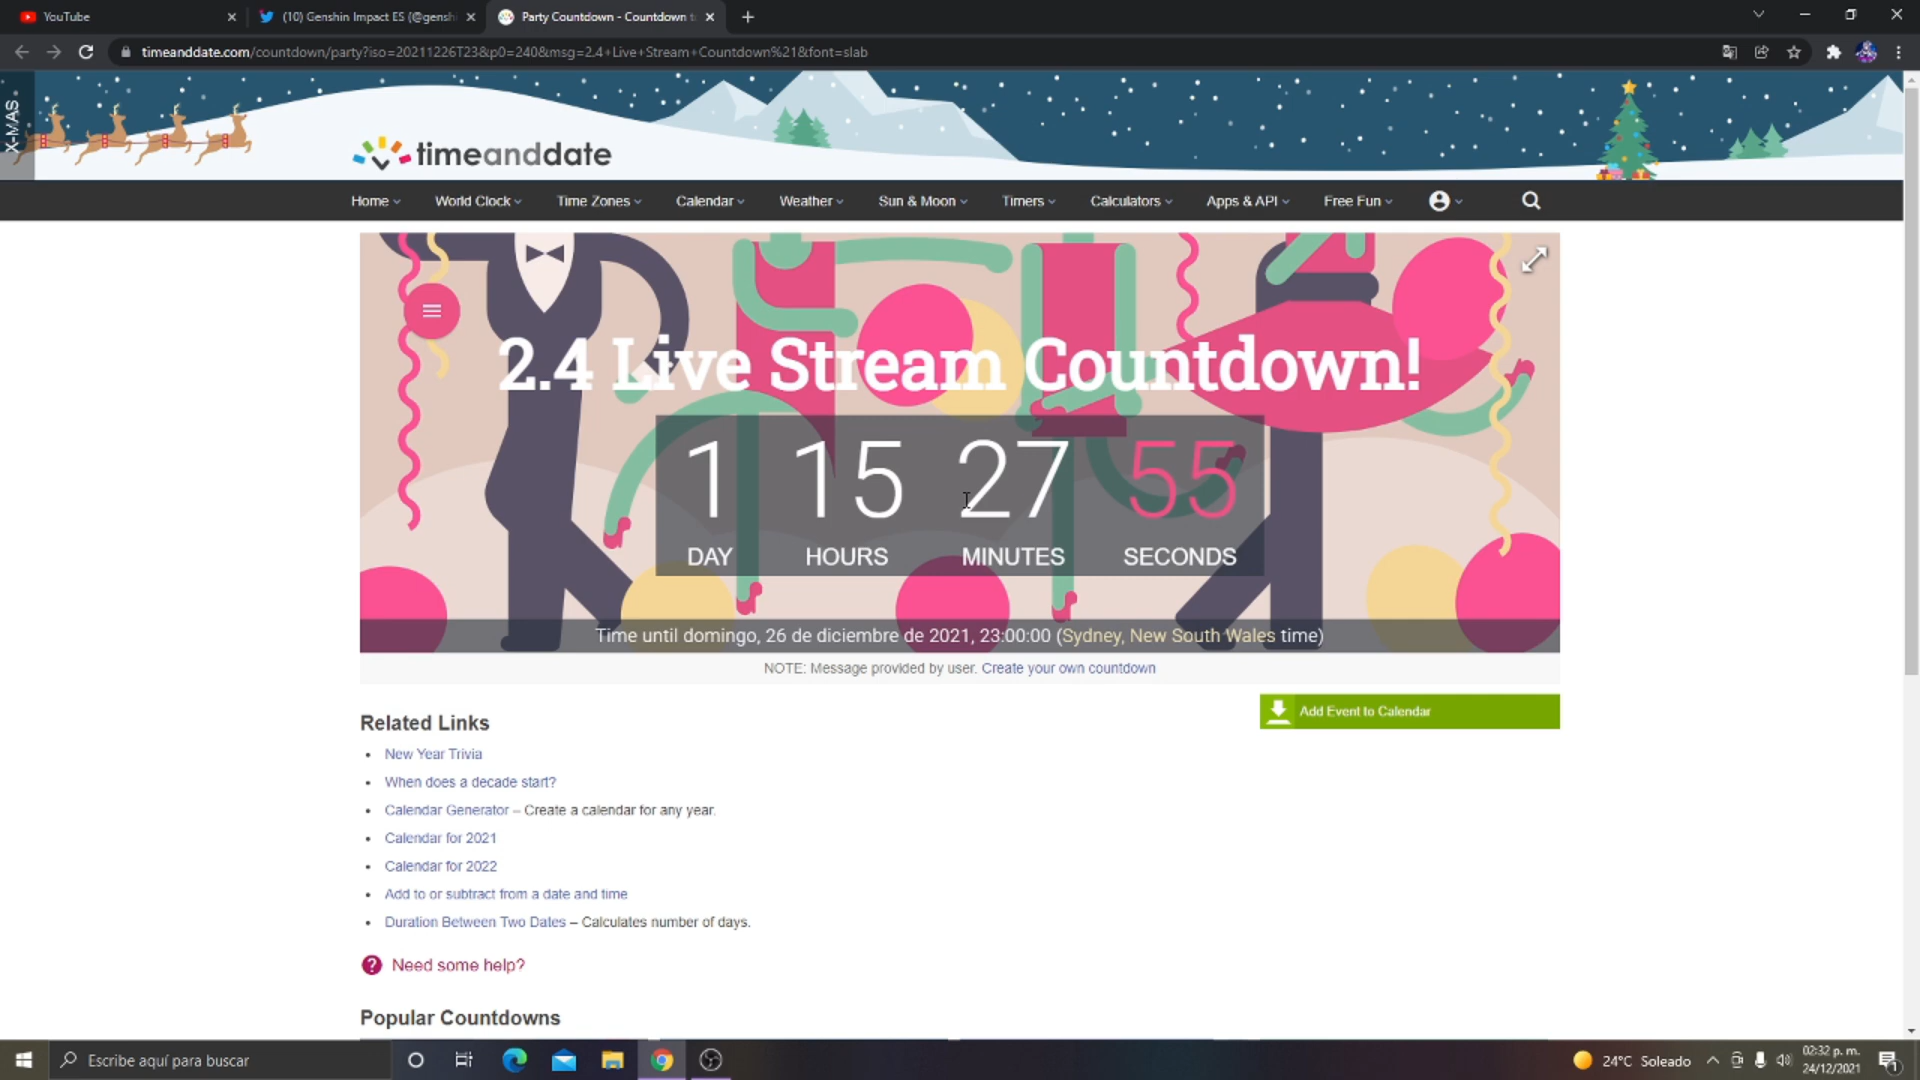 YouTube
(10) Genshin Impact ES (@gensh
Party Countdown - Countdown t
timeanddate.com/countdown/party?iso=20211226T23&p0=240&msg=2.4+Live+Stream+Countdown%21&font=slab
X-MAS
timeanddate
Home
World Clock
Time Zones
Calendar
Weather
Sun & Moon
Timers
Calculators
Apps & API
Free Fun
2.4 Live Stream Countdown!
1 15 27 55
DAY HOURS MINUTES SECONDS
Time until domingo, 26 de diciembre de 2021, 23:00:00 (Sydney, New South Wales time)
NOTE: Message provided by user. Create your own countdown
Add Event to Calendar
Related Links
New Year Trivia
When does a decade start?
Calendar Generator – Create a calendar for any year.
Calendar for 2021
Calendar for 2022
Add to or subtract from a date and time
Duration Between Two Dates – Calculates number of days.
? Need some help?
Popular Countdowns
Escribe aquí para buscar
24°C Soleado
02:32 p. m.
24/12/2021
1